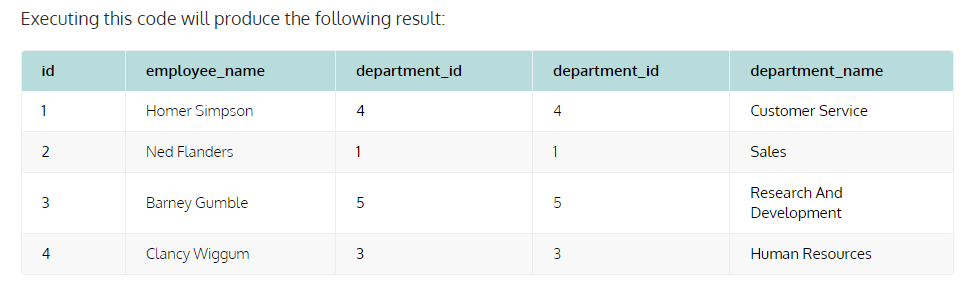 Executing this code will produce the following result:
id employee_name department_id department_id department_name
1 Homer Simpson 4 4 Customer Service
2 Ned Flanders 1 1 Sales
3 Barney Gumble 5 5 Research And
Development
4 Clancy Wiggum 3 3 Human Resources